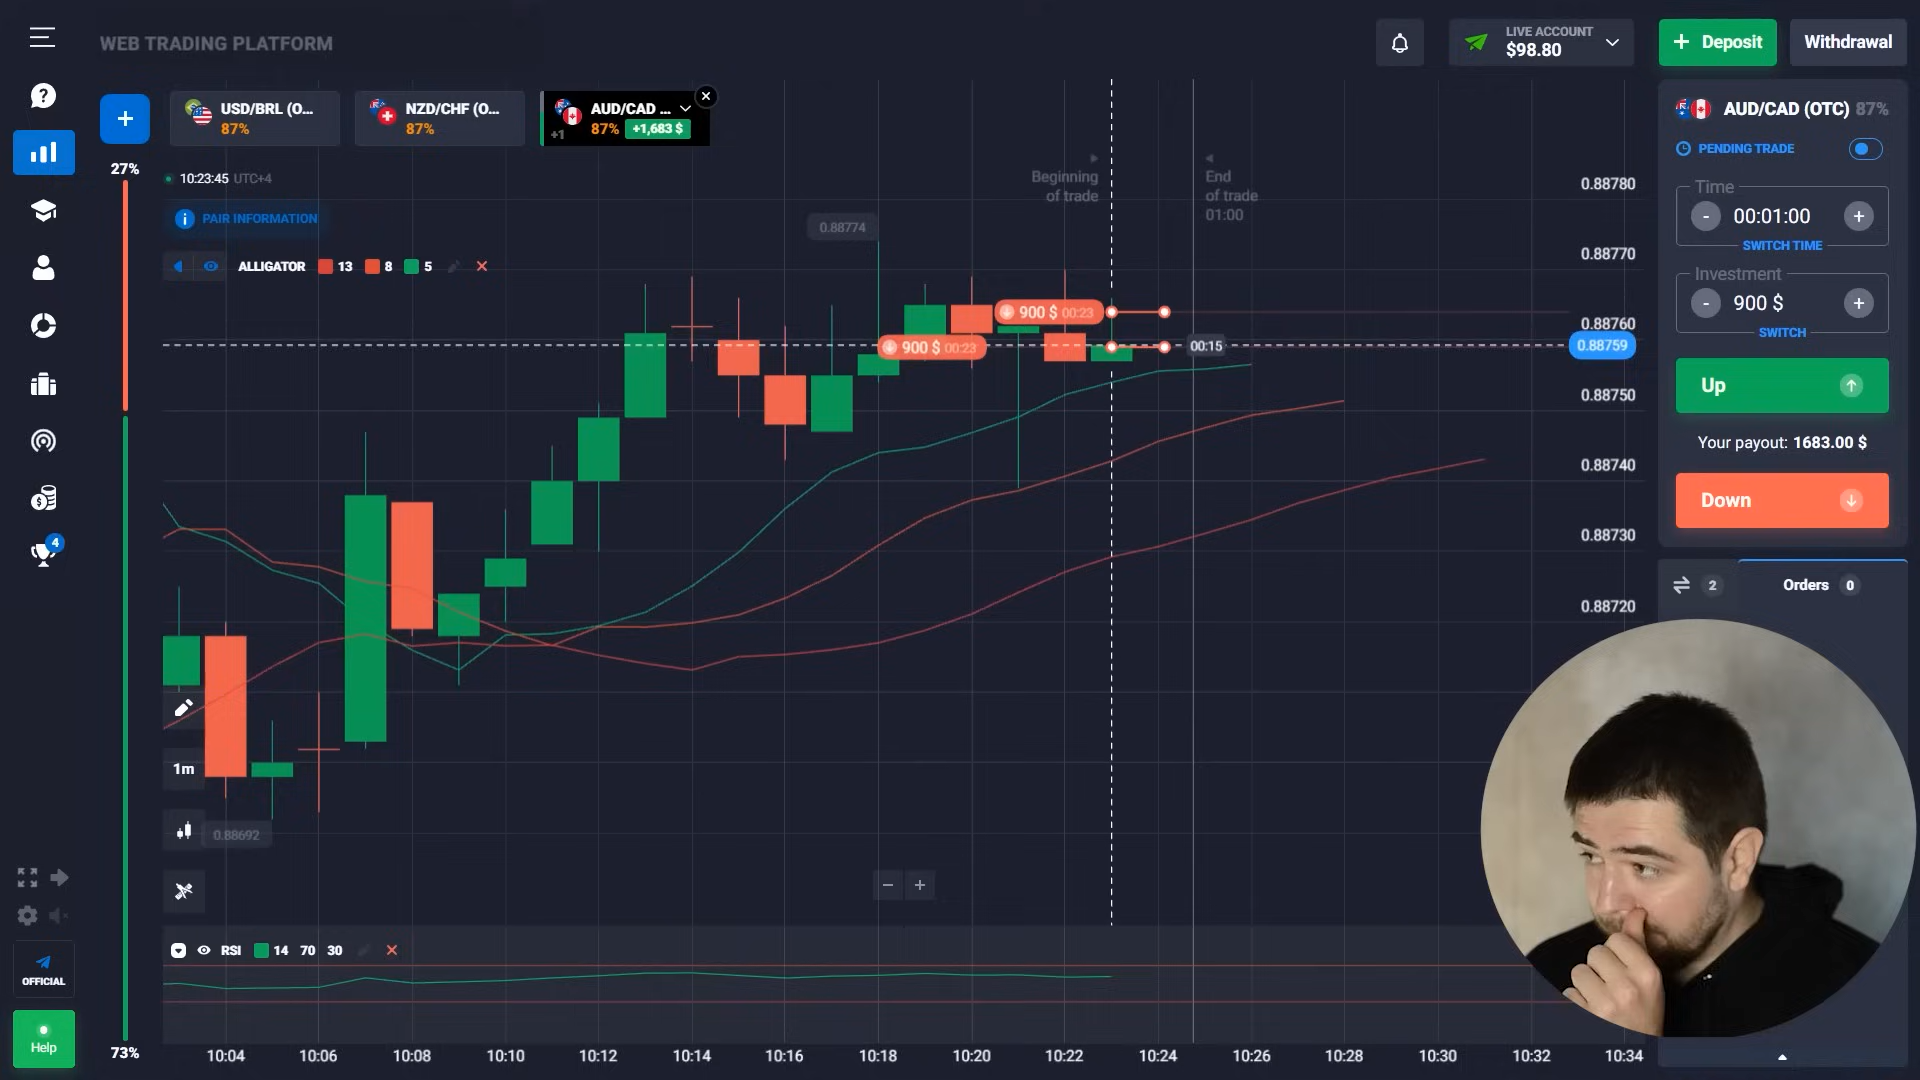 WEB TRADING PLATFORM
LIVE ACCOUNT
$98.80
+ Deposit
Withdrawal
USD/BRL (O...
87%
NZD/CHF (O...
87%
AUD/CAD ...
+1
87% +1,683 $
27%
10:23:45 UTC+4
PAIR INFORMATION
ALLIGATOR 13 8 5
Beginning
of trade
End
of trade
01:00
0.88774
900 $ 00:23
900 $ 00:23
00:15
0.88780
0.88770
0.88760
0.88759
0.88750
0.88740
0.88730
0.88720
AUD/CAD (OTC) 87%
PENDING TRADE
Time
- 00:01:00 +
SWITCH TIME
Investment
- 900 $ +
SWITCH
Up
Your payout: 1683.00 $
Down
2
Orders 0
4
1m
0.88692
RSI 14 70 30
OFFICIAL
Help
73%
10:04 10:06 10:08 10:10 10:12 10:14 10:16 10:18 10:20 10:22 10:24 10:26 10:28 10:30 10:32 10:34